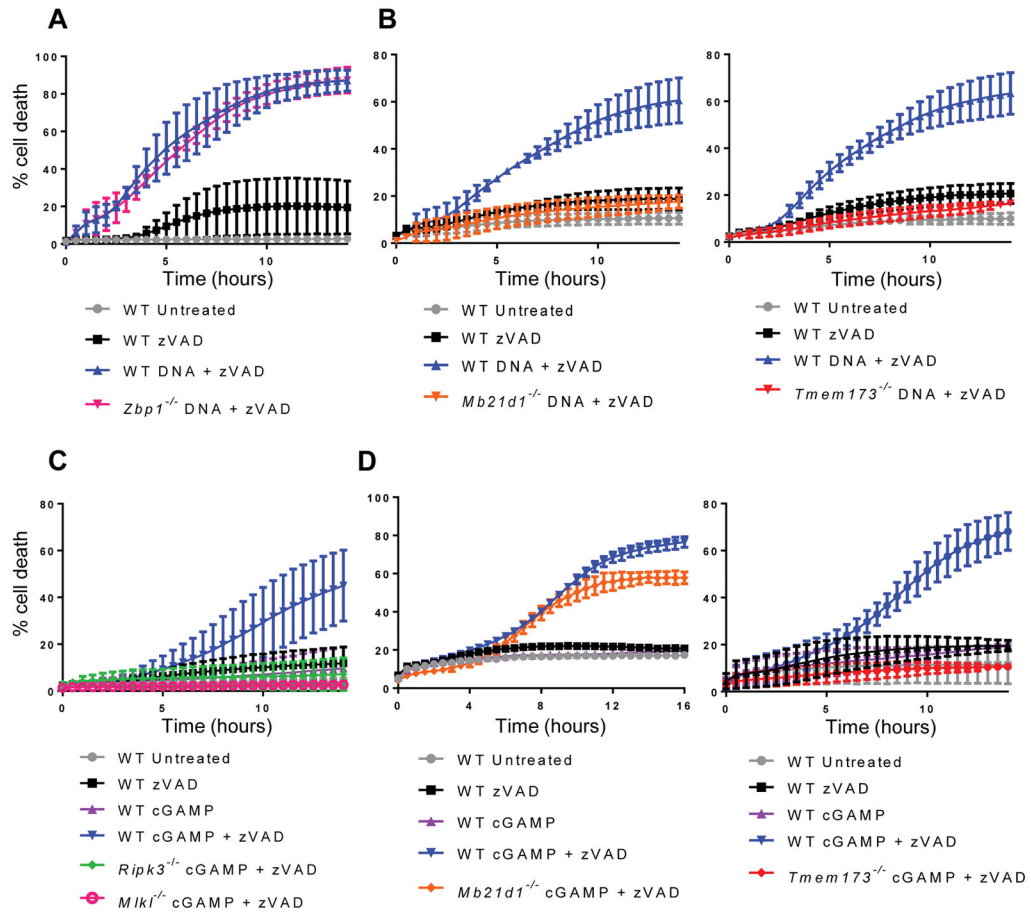 A
B
% cell death
100
80
60
40
20
0
0
5
10
Time (hours)
80
60
40
20
0
0
5
10
Time (hours)
80
60
40
20
0
0
5
10
Time (hours)
WT Untreated
WT zVAD
WT DNA + zVAD
Zbp1-/- DNA + zVAD
WT Untreated
WT zVAD
WT DNA + zVAD
Mb21d1-/- DNA + zVAD
WT Untreated
WT zVAD
WT DNA + zVAD
Tmem173-/- DNA + zVAD
C
D
% cell death
80
60
40
20
0
0
5
10
Time (hours)
100
80
60
40
20
0
0
4
8
12
16
Time (hours)
80
60
40
20
0
0
5
10
Time (hours)
WT Untreated
WT zVAD
WT cGAMP
WT cGAMP + zVAD
Ripk3-/- cGAMP + zVAD
Mlkl-/- cGAMP + zVAD
WT Untreated
WT zVAD
WT cGAMP
WT cGAMP + zVAD
Mb21d1-/- cGAMP + zVAD
WT Untreated
WT zVAD
WT cGAMP
WT cGAMP + zVAD
Tmem173-/- cGAMP + zVAD